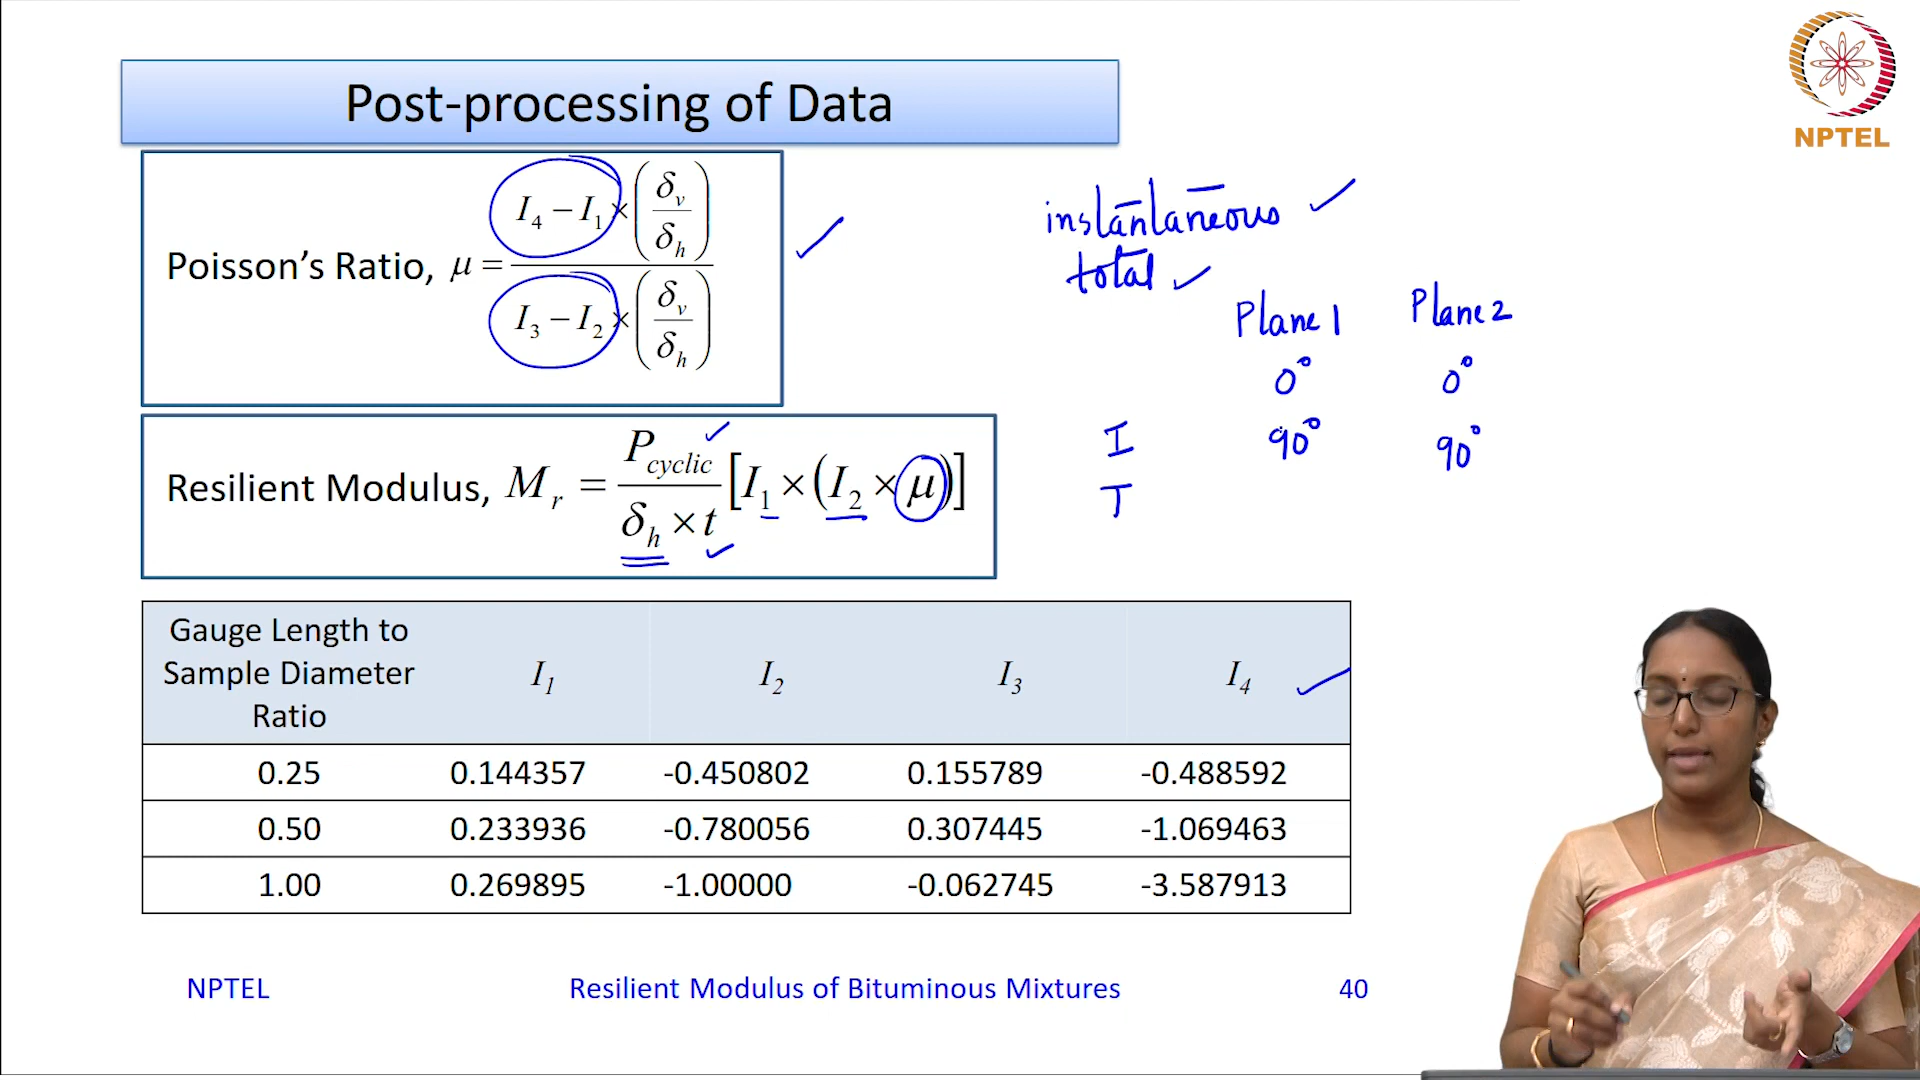 Post-processing of Data
NPTEL
Poisson's Ratio, μ = (I₄ − I₁ × (δᵥ / δₕ)) / (I₃ − I₂ × (δᵥ / δₕ))
instantaneous
total
Plane 1 Plane 2
0° 0°
I 90° 90°
T
Resilient Modulus, Mᵣ = P_cyclic / (δₕ × t) [I₁ × (I₂ × μ)]
Gauge Length to
Sample Diameter
Ratio
I₁ I₂ I₃ I₄
0.25 0.144357 -0.450802 0.155789 -0.488592
0.50 0.233936 -0.780056 0.307445 -1.069463
1.00 0.269895 -1.00000 -0.062745 -3.587913
NPTEL Resilient Modulus of Bituminous Mixtures 40